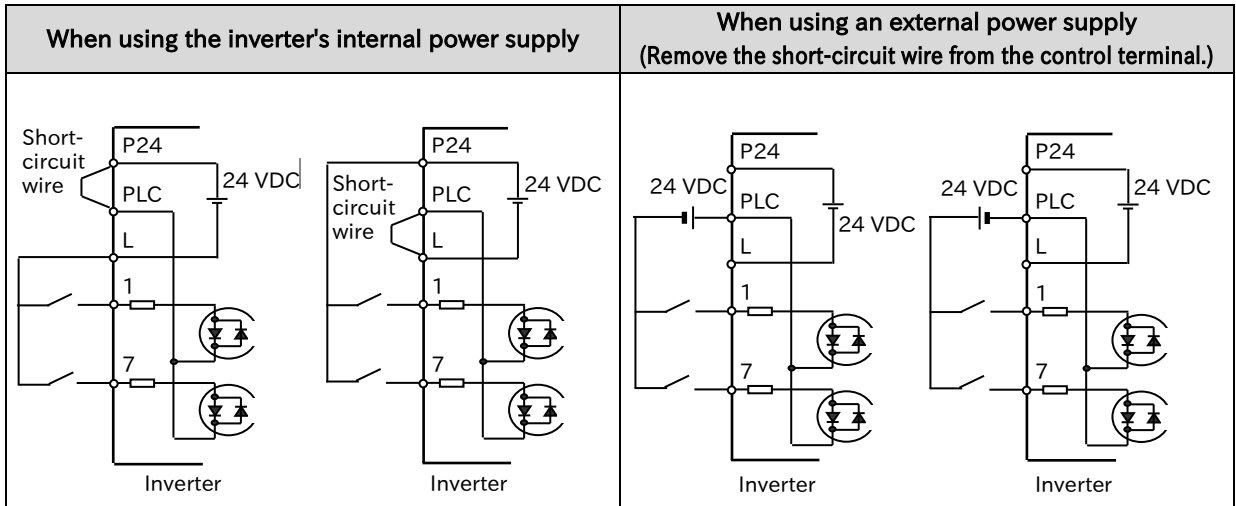 When using the inverter's internal power supply
When using an external power supply
(Remove the short-circuit wire from the control terminal.)
Short-
circuit
wire
P24
PLC
L
24 VDC
1
7
Inverter
Short-
circuit
wire
P24
PLC
L
24 VDC
1
7
Inverter
24 VDC
P24
PLC
L
24 VDC
1
7
Inverter
24 VDC
P24
PLC
L
24 VDC
1
7
Inverter